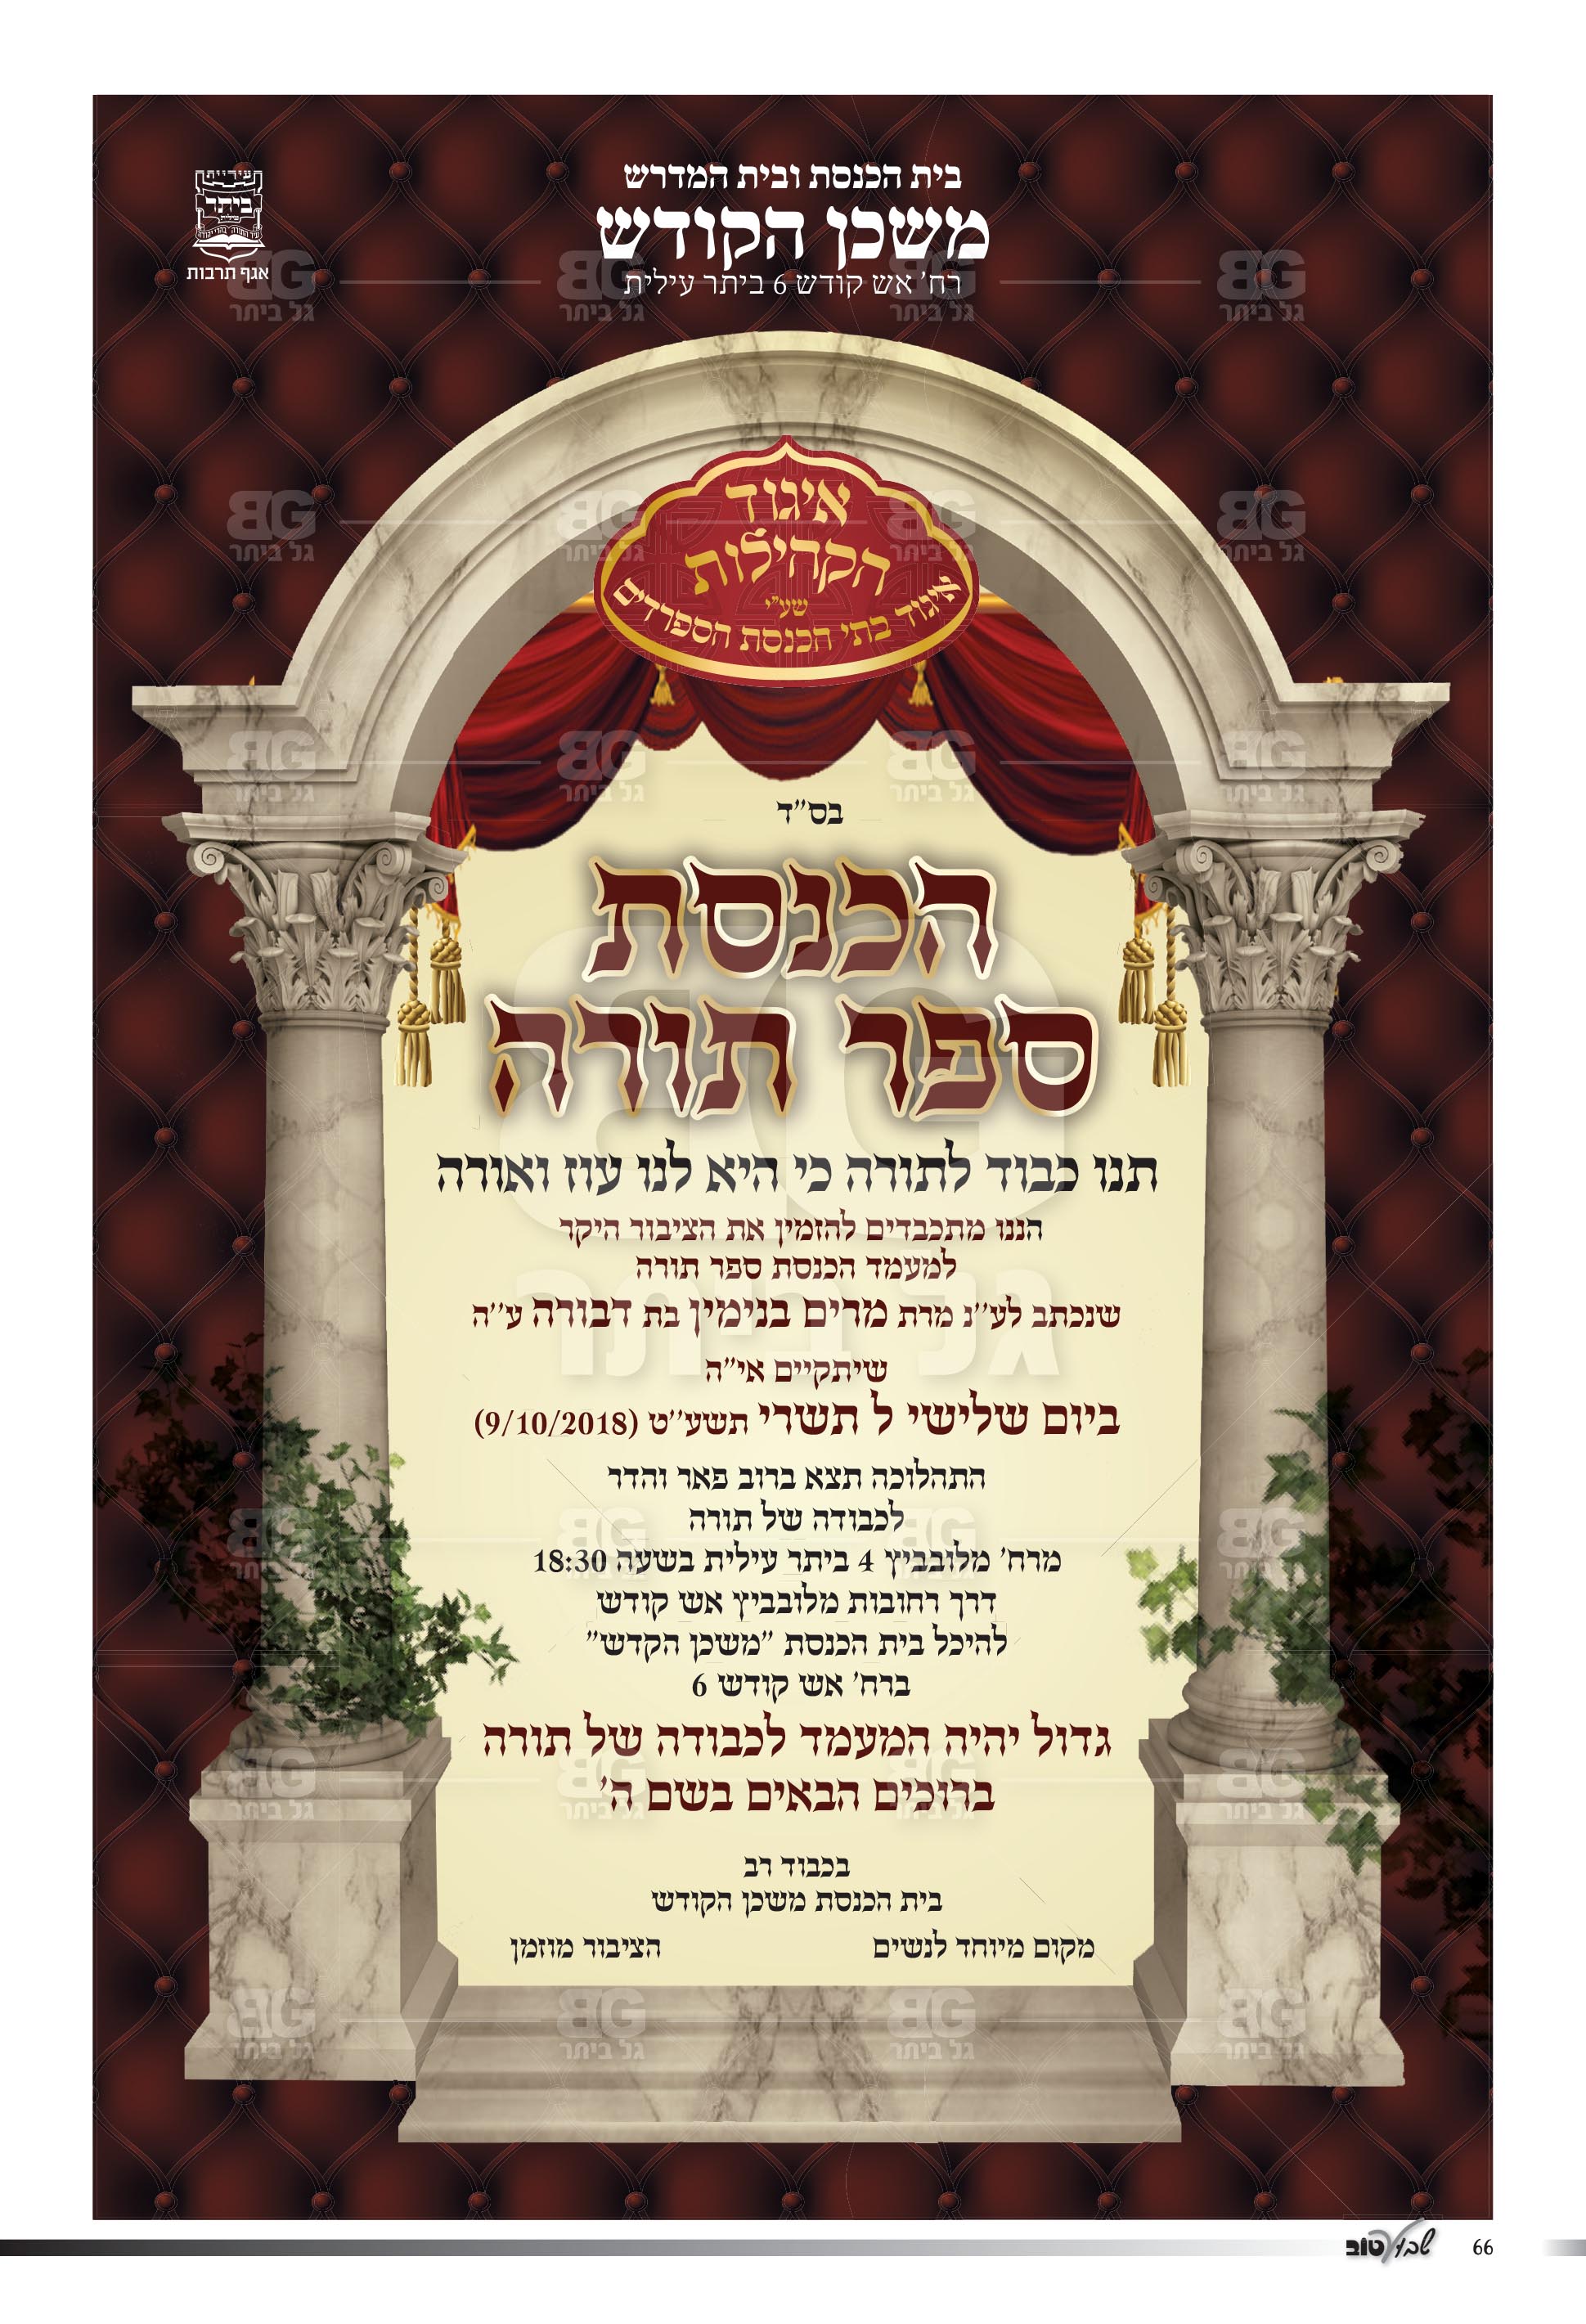 בית הכנסת ובית המדרש
משכן הקודש
רח' אש קודש 6 ביתר עילית
עיריית
ביתר
עילית
אגף תרבות
איגוד
הקהילות
שע"י
איגוד בתי הכנסת הספרדים
בס"ד
הכנסת
ספר תורה
תנו כבוד לתורה כי היא לנו עוז ואורה
הננו מתכבדים להזמין את הציבור היקר
למעמד הכנסת ספר תורה
שנכתב לע''נ מרת מרים בנימין בת דבורה ע''ה
שיתקיים אי"ה
ביום שלישי ל תשרי תשע''ט (9/10/2018)
התהלוכה תצא ברוב פאר והדר
לכבודה של תורה
מרח' מלובביץ 4 ביתר עילית בשעה 18:30
דרך רחובות מלובביץ אש קודש
להיכל בית הכנסת "משכן הקדש"
ברח' אש קודש 6
גדול יהיה המעמד לכבודה של תורה
ברוכים הבאים בשם ה'
בכבוד רב
בית הכנסת משכן הקודש
מקום מיוחד לנשים הציבור מוזמן
BG
גל ביתר
שבוע טוב 66